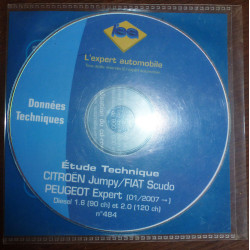 L'expert automobile
Données
Techniques
Étude Technique
CITROËN Jumpy/FIAT Scudo
PEUGEOT Expert (01/2007 →)
Diesel 1.6 (90 ch) et 2.0 (120 ch)
n°484